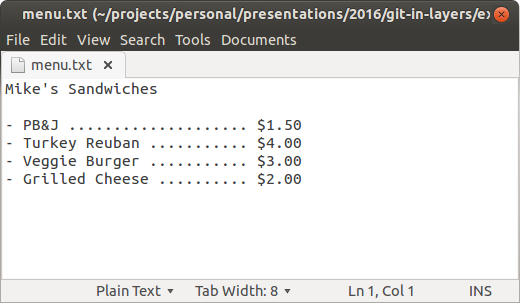 menu.txt (~/projects/personal/presentations/2016/git-in-layers/ex
File Edit View Search Tools Documents
menu.txt
Mike's Sandwiches
- PB&J .................... $1.50
- Turkey Reuban ........... $4.00
- Veggie Burger ........... $3.00
- Grilled Cheese .......... $2.00
Plain Text Tab Width: 8 Ln 1, Col 1 INS